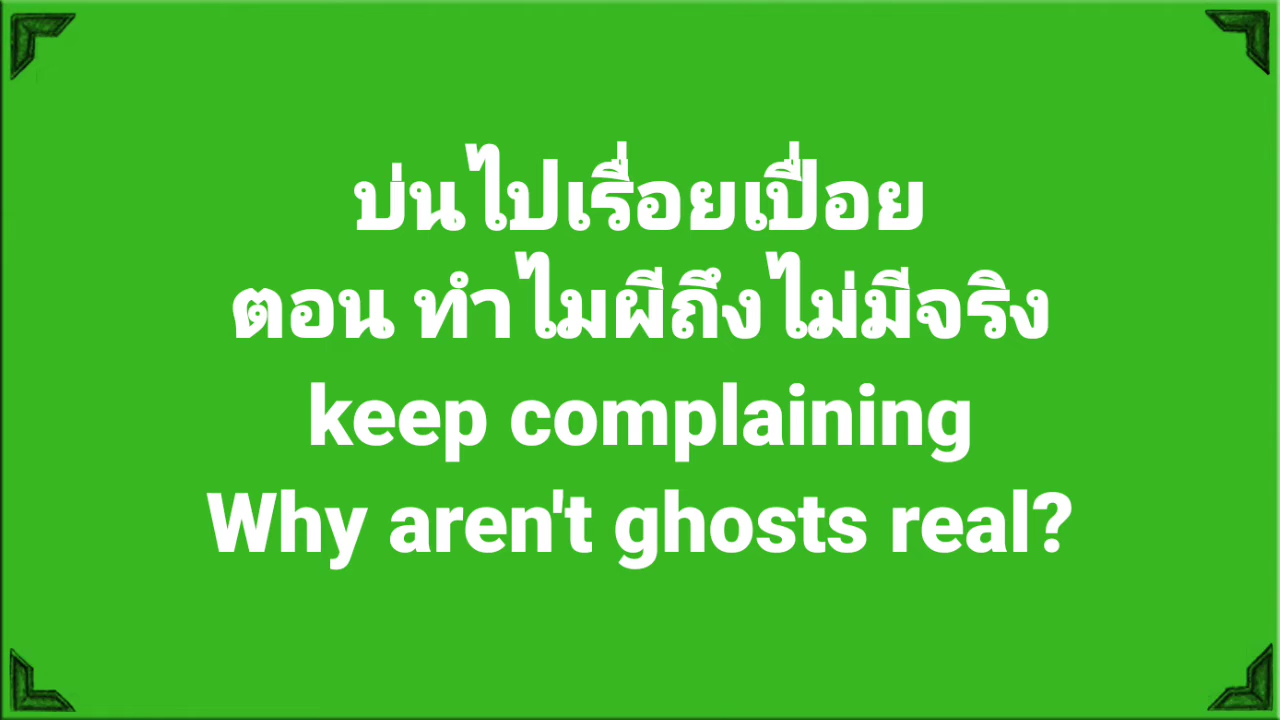 บ่นไปเรื่อยเปื่อย
ตอน ทำไมผีถึงไม่มีจริง
keep complaining
Why aren't ghosts real?